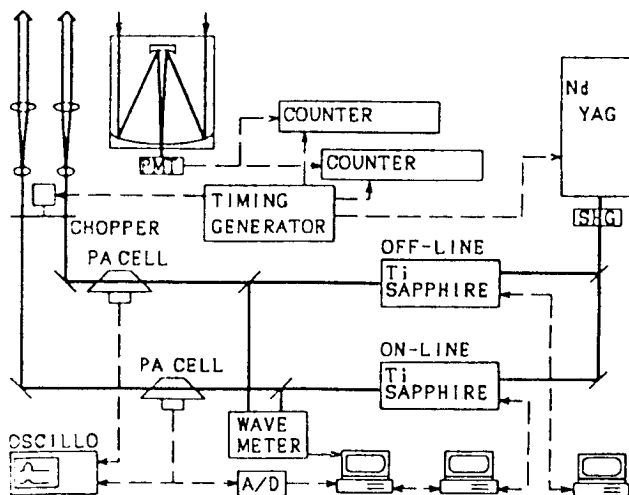 Nd
YAG
COUNTER
PMT
COUNTER
TIMING
GENERATOR
CHOPPER
SHG
PA CELL
OFF-LINE
Ti
SAPPHIRE
PA CELL
ON-LINE
Ti
SAPPHIRE
WAVE
METER
OSCILLO
A/D